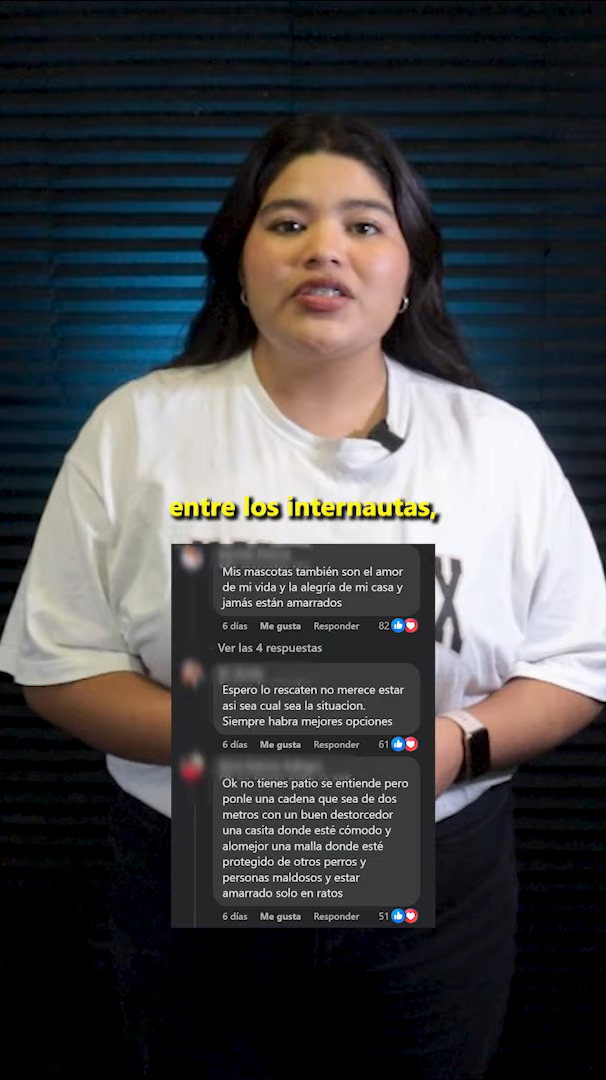 entre los internautas,
Mis mascotas también son el amor
de mi vida y la alegría de mi casa y
jamás están amarrados
6 días Me gusta Responder 82
Ver las 4 respuestas
Espero lo rescaten no merece estar
asi sea cual sea la situacion.
Siempre habra mejores opciones
6 días Me gusta Responder 61
Ok no tienes patio se entiende pero
ponle una cadena que sea de dos
metros con un buen destorcedor
una casita donde esté cómodo y
alomejor una malla donde esté
protegido de otros perros y
personas maldosos y estar
amarrado solo en ratos
6 días Me gusta Responder 51